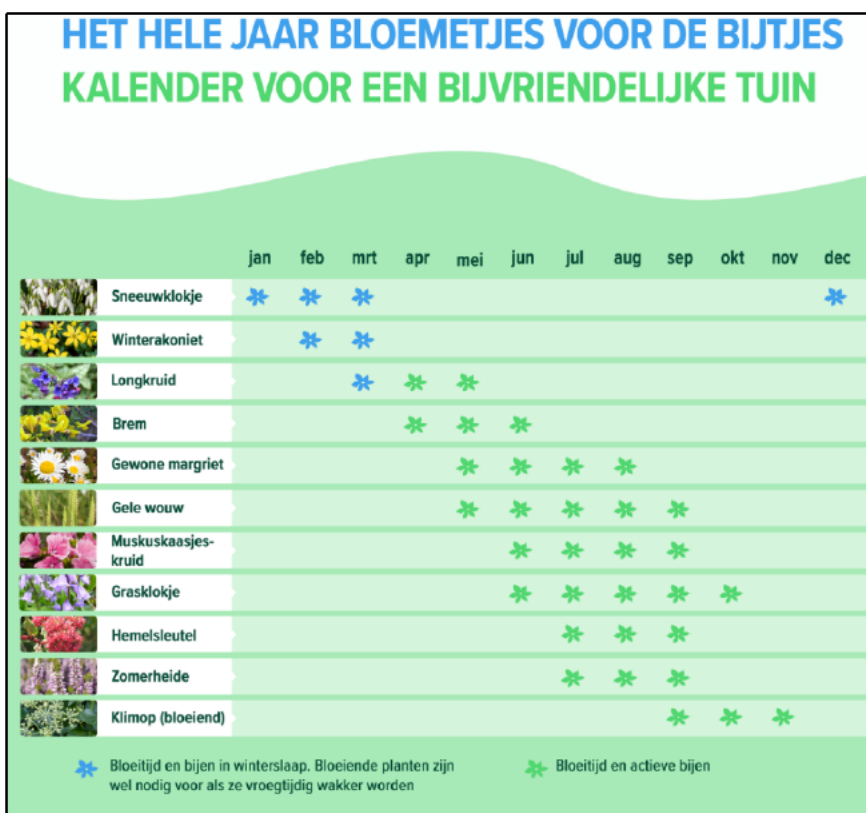 HET HELE JAAR BLOEMETJES VOOR DE BIJTJES
KALENDER VOOR EEN BIJVRIENDELIJKE TUIN
jan feb mrt apr mei jun jul aug sep okt nov dec
Sneeuwklokje
Winterakoniet
Longkruid
Brem
Gewone margriet
Gele wouw
Muskuskaasjes-
kruid
Grasklokje
Hemelsleutel
Zomerheide
Klimop (bloeiend)
Bloeitijd en bijen in winterslaap. Bloeiende planten zijn
wel nodig voor als ze vroegtijdig wakker worden
Bloeitijd en actieve bijen